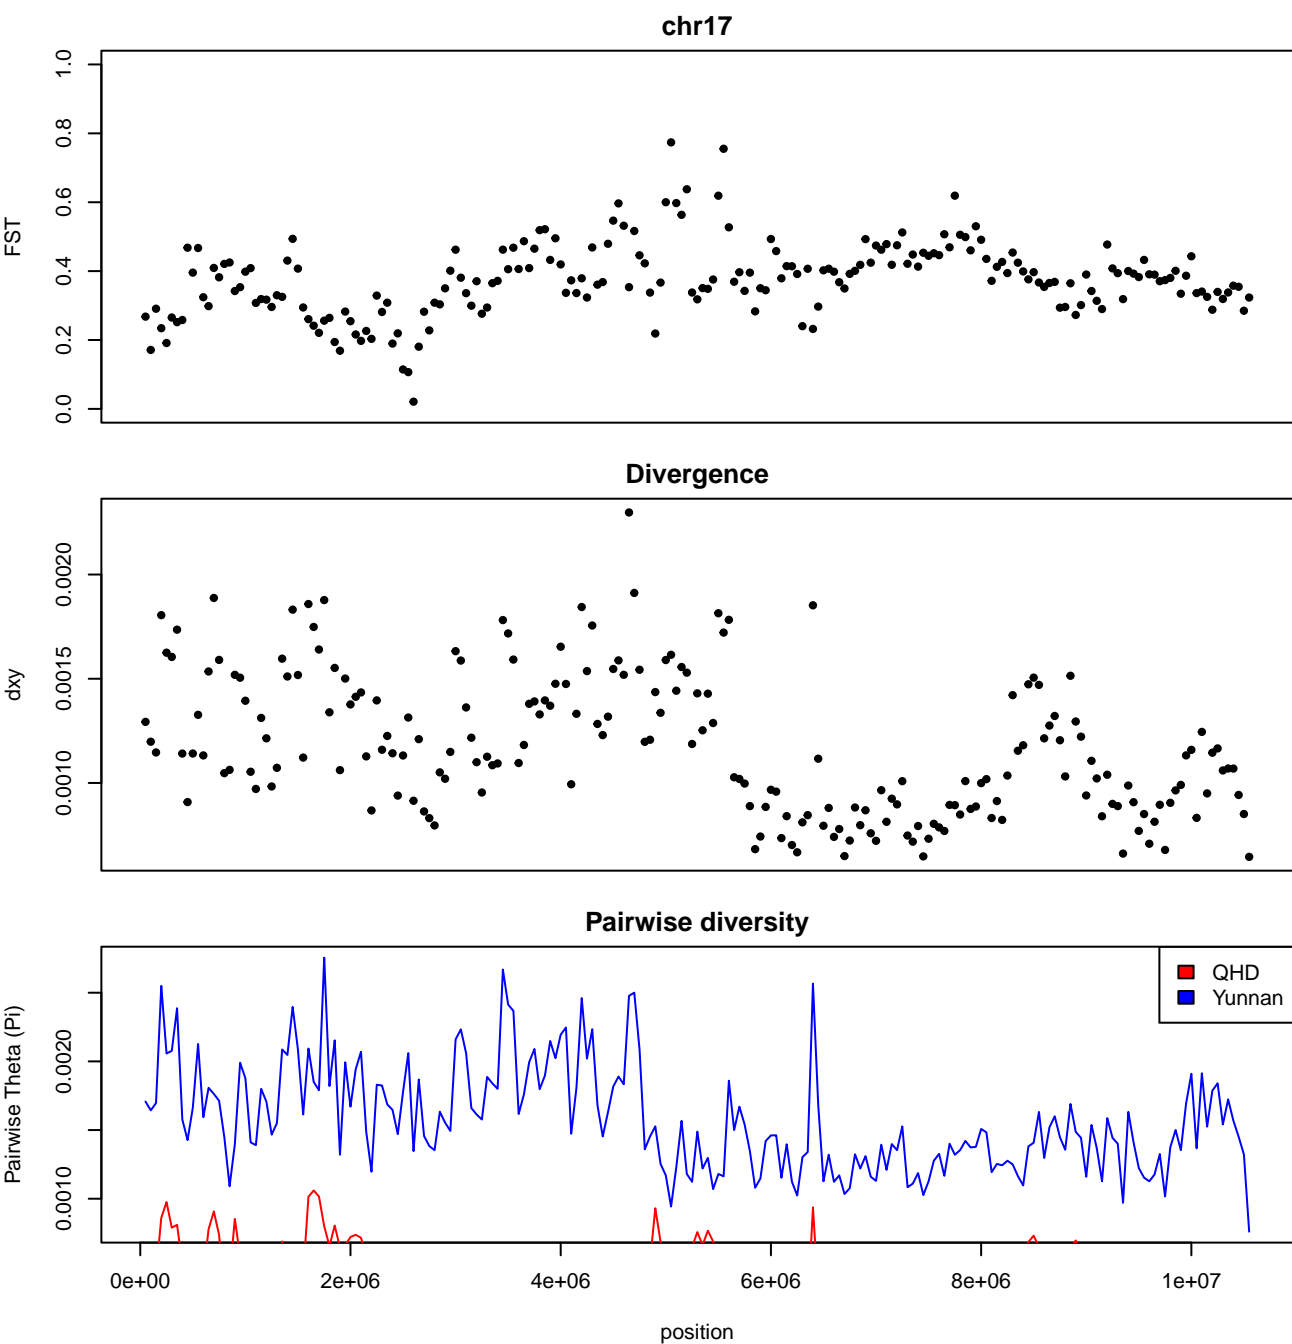 chr17
FST
1.0
0.8
0.6
0.4
0.2
0.0
Divergence
dxy
0.0020
0.0015
0.0010
Pairwise diversity
Pairwise Theta (Pi)
0.0020
0.0010
QHD
Yunnan
0e+00 2e+06 4e+06 6e+06 8e+06 1e+07
position